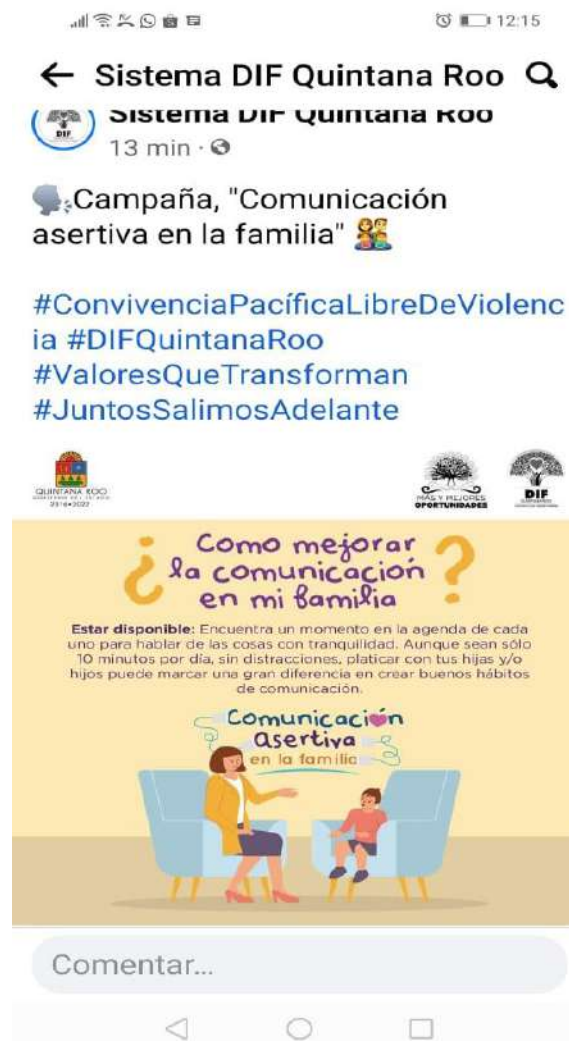 12:15
Sistema DIF Quintana Roo
Sistema DIF Quintana Roo
13 min ·
Campaña, "Comunicación
asertiva en la familia"
#ConvivenciaPacíficaLibreDeViolenc
ia #DIFQuintanaRoo
#ValoresQueTransforman
#JuntosSalimosAdelante
QUINTANA ROO
2016•2022
MÁS Y MEJORES
OPORTUNIDADES
DIF
¿Como mejorar
la comunicación
en mi familia?
Estar disponible: Encuentra un momento en la agenda de cada
uno para hablar de las cosas con tranquilidad. Aunque sean sólo
10 minutos por día, sin distracciones, platicar con tus hijas y/o
hijos puede marcar una gran diferencia en crear buenos hábitos
de comunicación.
Comunicación
asertiva
en la familia
Comentar...